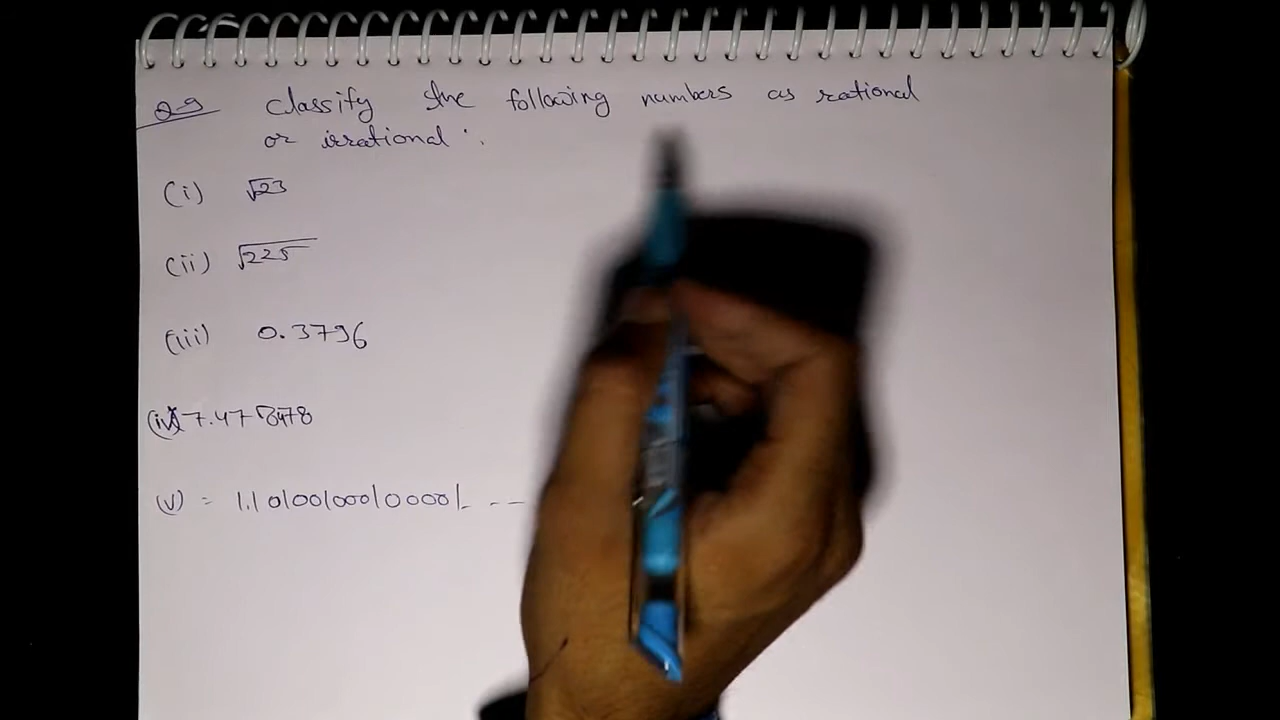 Q-9 Classify the following numbers as rational
or irrational :
(i) √23
(ii) √225
(iii) 0.3796
(iv) 7.478478
(v) = 1.101001000100001 - --